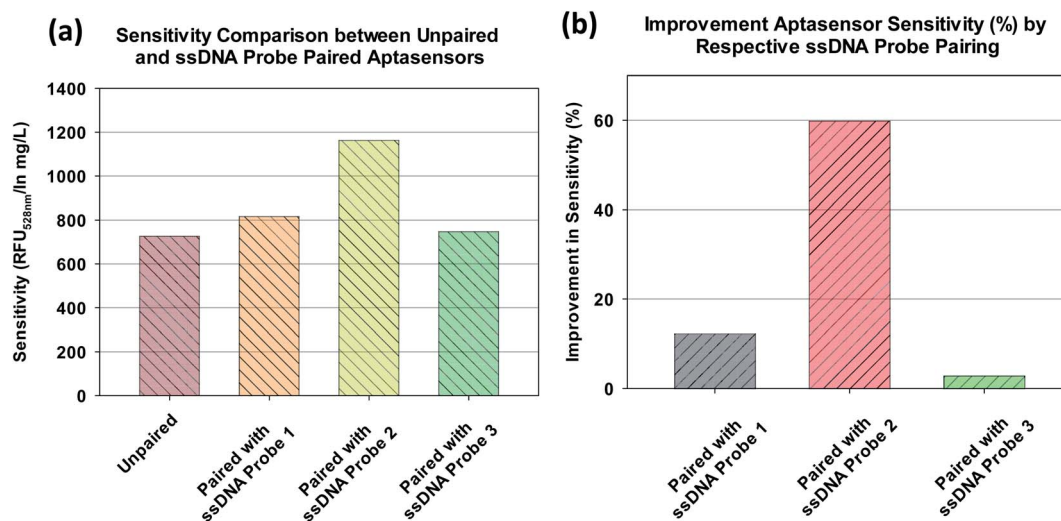 (a)
Sensitivity Comparison between Unpaired
and ssDNA Probe Paired Aptasensors
Sensitivity (RFU528nm/ln mg/L)
1400
1200
1000
800
600
400
200
0
Unpaired
Paired with
ssDNA Probe 1
Paired with
ssDNA Probe 2
Paired with
ssDNA Probe 3
(b)
Improvement Aptasensor Sensitivity (%) by
Respective ssDNA Probe Pairing
Improvement in Sensitivity (%)
60
40
20
0
Paired with
ssDNA Probe 1
Paired with
ssDNA Probe 2
Paired with
ssDNA Probe 3